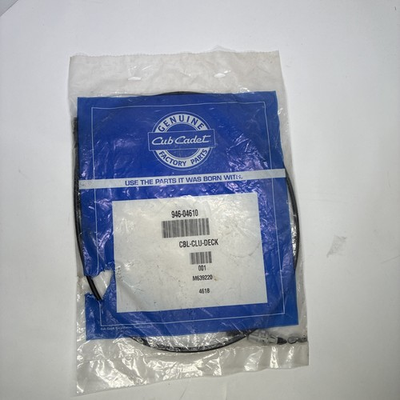 GENUINE
Cub Cadet
FACTORY PARTS
USE THE PARTS IT WAS BORN WITH.
946-04610
CBL-CLU-DECK
001
M639220
4618